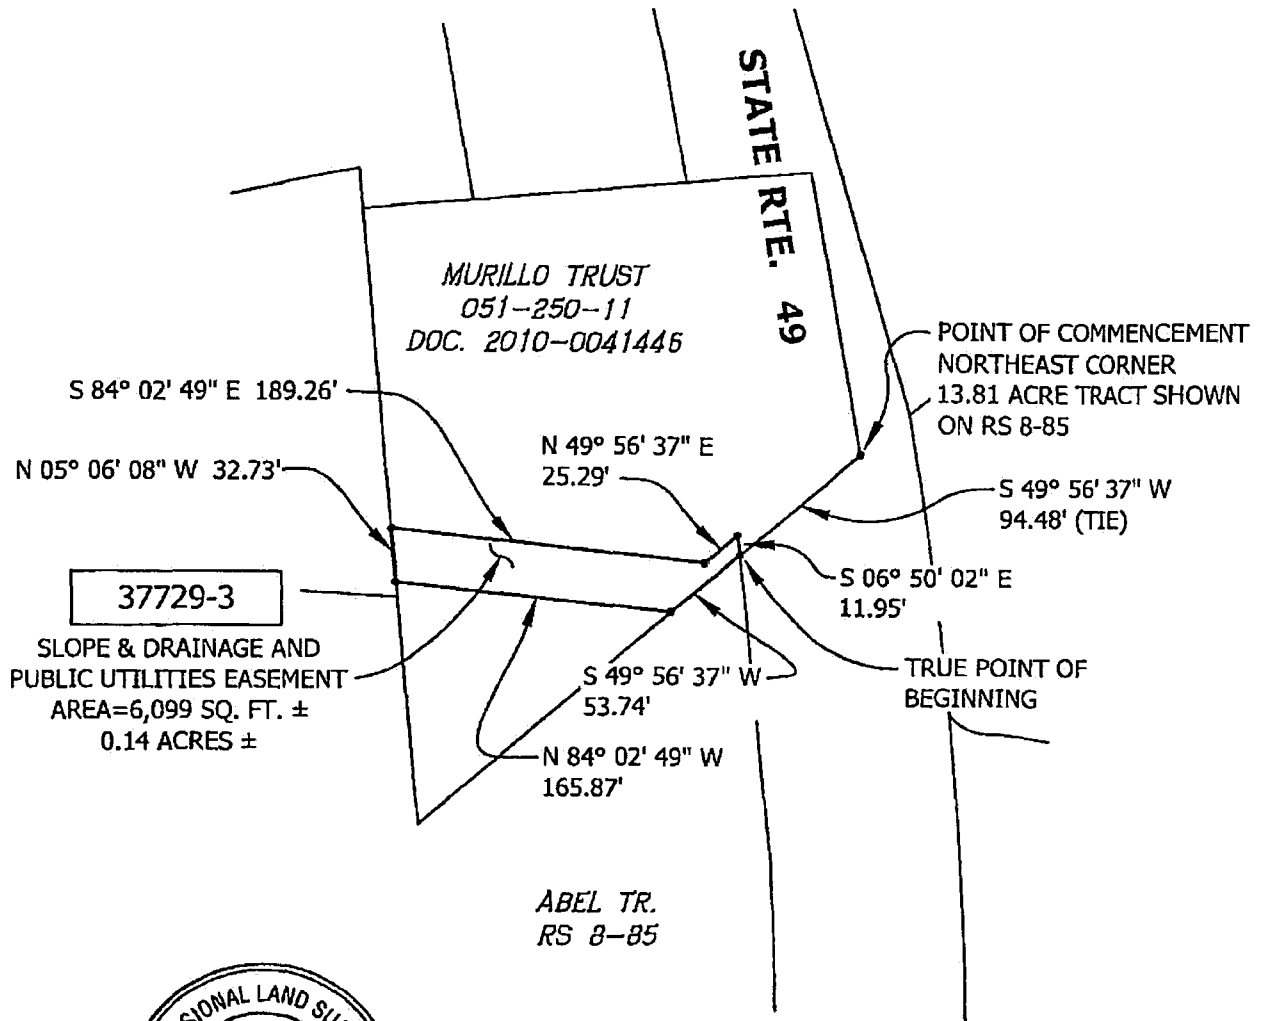 STATE RTE. 49
MURILLO TRUST
051-250-11
DOC. 2010-0041446
POINT OF COMMENCEMENT
NORTHEAST CORNER
13.81 ACRE TRACT SHOWN
ON RS 8-85
S 84° 02' 49" E 189.26'
N 49° 56' 37" E
25.29'
N 05° 06' 08" W 32.73'
S 49° 56' 37" W
94.48' (TIE)
S 06° 50' 02" E
11.95'
37729-3
SLOPE & DRAINAGE AND
PUBLIC UTILITIES EASEMENT
AREA=6,099 SQ. FT. ±
0.14 ACRES ±
S 49° 56' 37" W
53.74'
TRUE POINT OF
BEGINNING
N 84° 02' 49" W
165.87'
ABEL TR.
RS 8-85
LAND